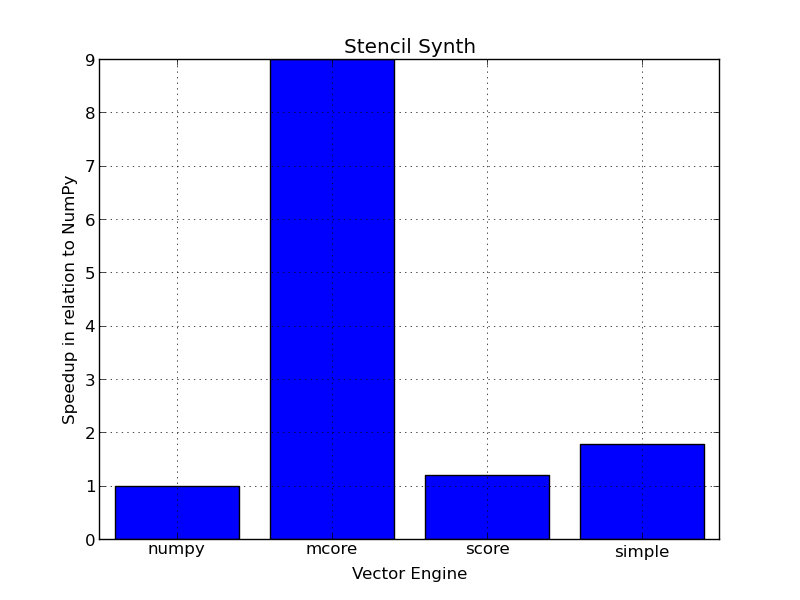 Stencil Synth
9
8
7
6
5
4
3
2
1
0
Speedup in relation to NumPy
numpy mcore score simple
Vector Engine